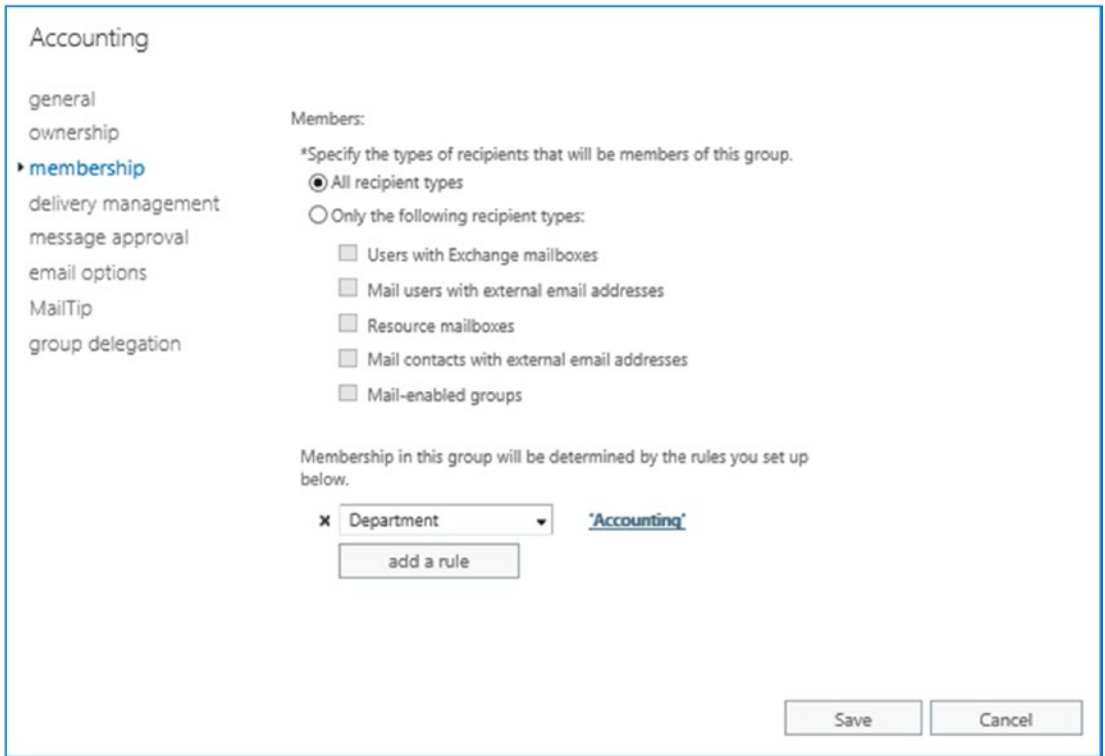 Accounting
general
ownership
membership
delivery management
message approval
email options
MailTip
group delegation
Members:
*Specify the types of recipients that will be members of this group.
All recipient types
Only the following recipient types:
Users with Exchange mailboxes
Mail users with external email addresses
Resource mailboxes
Mail contacts with external email addresses
Mail-enabled groups
Membership in this group will be determined by the rules you set up
below.
Department
'Accounting'
add a rule
Save
Cancel